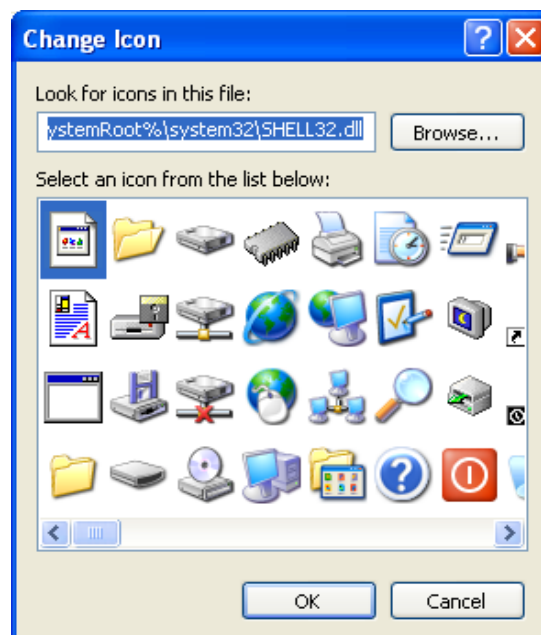 Change Icon
Look for icons in this file:
ystemRoot%\system32\SHELL32.dll
Browse...
Select an icon from the list below:
OK
Cancel